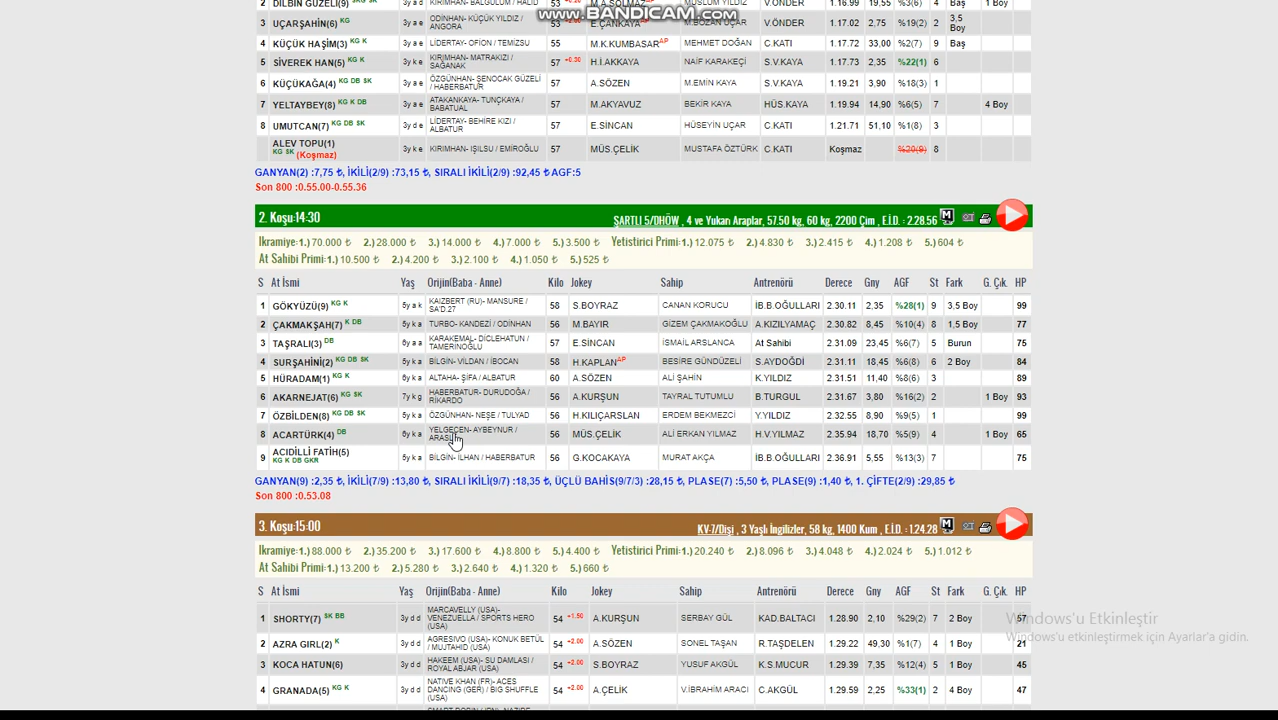 2 DİLBİN GÜZELİ(9) 3y a d KIRIMHAN- BALGÜLÜM / HALİD 53 M.A.SOLMAZ MÜSLÜM YILDIZ V.ÖNDER 1.16.99 19,55 %3(6) 4 Baş 1 Boy
www.BANDICAM.com
3 UÇARŞAHİN(6) KG 3y a e ODİNHAN- KÜÇÜK YILDIZ / ANGORA 53 E.ÇANKAYA AP M.BOZAN UÇAR V.ÖNDER 1.17.02 2,75 %19(2) 2 3,5 Boy
4 KÜÇÜK HAŞİM(3) KG K 3y a e LİDERTAY- OFİON / TEMİZSU 55 M.K.KUMBASAR AP MEHMET DOĞAN C.KATI 1.17.72 33,00 %2(7) 9 Baş
5 SİVEREK HAN(5) KG K 3y k e KIRIMHAN- MATRAKIZI / SAĞANAK 57 +0.30 H.İ.AKKAYA NAİF KARAKEÇİ S.V.KAYA 1.17.73 2,35 %22(1) 6
6 KÜÇÜKAĞA(4) KG DB SK 3y a e ÖZGÜNHAN- ŞENOCAK GÜZELİ / HABERBATUR 57 A.SÖZEN M.EMİN KAYA S.V.KAYA 1.19.21 3,90 %18(3) 1
7 YELTAYBEY(8) KG K DB 3y a e ATAKANKAYA- TUNÇKAYA / BABATUAL 57 M.AKYAVUZ BEKİR KAYA HÜS.KAYA 1.19.94 14,90 %6(5) 7 4 Boy
8 UMUTCAN(7) KG DB SK 3y d e LİDERTAY- BEHİRE KIZI / ALBATUR 57 E.SİNCAN HÜSEYİN UÇAR C.KATI 1.21.71 51,10 %1(8) 3
ALEV TOPU(1) KG SK (Koşmaz) 3y k e KIRIMHAN- IŞILSU / EMİROĞLU 57 MÜS.ÇELİK MUSTAFA ÖZTÜRK C.KATI Koşmaz %20(9) 8
GANYAN(2) :7,75 ₺, İKİLİ(2/9) :73,15 ₺, SIRALI İKİLİ(2/9) :92,45 ₺ AGF:5
Son 800 :0.55.00-0.55.36
2. Koşu:14:30 ŞARTLI 5/DHÖW , 4 ve Yukarı Araplar, 57.50 kg, 60 kg, 2200 Çim , E.İ.D. : 2.28.56
İkramiye:1.) 70.000 ₺ 2.) 28.000 ₺ 3.) 14.000 ₺ 4.) 7.000 ₺ 5.) 3.500 ₺ Yetistirici Primi:1.) 12.075 ₺ 2.) 4.830 ₺ 3.) 2.415 ₺ 4.) 1.208 ₺ 5.) 604 ₺
At Sahibi Primi:1.) 10.500 ₺ 2.) 4.200 ₺ 3.) 2.100 ₺ 4.) 1.050 ₺ 5.) 525 ₺
S At İsmi Yaş Orijin(Baba - Anne) Kilo Jokey Sahip Antrenörü Derece Gny AGF St Fark G. Çık. HP
1 GÖKYÜZÜ(9) KG K 5y a k KAIZBERT (RU)- MANSURE / SA'D.27 58 S.BOYRAZ CANAN KORUCU İB.B.OĞULLARI 2.30.11 2,35 %28(1) 9 3,5 Boy 99
2 ÇAKMAKŞAH(7) K DB 5y k a TURBO- KANDEZİ / ODİNHAN 56 M.BAYIR GİZEM ÇAKMAKOĞLU A.KIZILYAMAÇ 2.30.82 8,45 %10(4) 8 1,5 Boy 77
3 TAŞRALI(3) DB 6y a a KARAKEMAL- DİCLEHATUN / TAMERİNOĞLU 57 E.SİNCAN İSMAİL ARSLANCA At Sahibi 2.31.09 23,45 %6(7) 5 Burun 75
4 SURŞAHİNİ(2) KG DB SK 5y k a BİLGİN- VİLDAN / İBOCAN 58 H.KAPLAN AP BESİRE GÜNDÜZELİ S.AYDOĞDİ 2.31.11 18,45 %6(8) 6 2 Boy 84
5 HÜRADAM(1) KG K 6y k a ALTAHA- ŞİFA / ALBATUR 60 A.SÖZEN ALİ ŞAHİN K.YILDIZ 2.31.51 11,40 %8(6) 3 89
6 AKARNEJAT(6) KG SK 7y k g HABERBATUR- DURUDOĞA / RİKARDO 56 A.KURŞUN TAYRAL TUTUMLU B.TURGUL 2.31.67 3,80 %16(2) 2 1 Boy 93
7 ÖZBİLDEN(8) KG DB SK 5y k a ÖZGÜNHAN- NEŞE / TULYAD 56 H.KILIÇARSLAN ERDEM BEKMEZCİ Y.YILDIZ 2.32.55 8,90 %9(5) 1 99
8 ACARTÜRK(4) DB 6y k a YELGEÇEN- AYBEYNUR / 56 MÜS.ÇELİK ALİ ERKAN YILMAZ H.V.YILMAZ 2.35.94 18,70 %5(9) 4 1 Boy 65
9 ACIDİLLİ FATİH(5) KG K DB GKR 5y k a BİLGİN- İLHAN / HABERBATUR 56 G.KOCAKAYA MURAT AKÇA İB.B.OĞULLARI 2.36.91 5,55 %13(3) 7 75
GANYAN(9) :2,35 ₺, İKİLİ(7/9) :13,80 ₺, SIRALI İKİLİ(9/7) :18,35 ₺, ÜÇLÜ BAHİS(9/7/3) :28,15 ₺, PLASE(7) :5,50 ₺, PLASE(9) :1,40 ₺, 1. ÇİFTE(2/9) :29,85 ₺
Son 800 :0.53.08
3. Koşu:15:00 KV-7/Dişi , 3 Yaşlı İngilizler, 58 kg, 1400 Kum , E.İ.D. : 1.24.28
İkramiye:1.) 88.000 ₺ 2.) 35.200 ₺ 3.) 17.600 ₺ 4.) 8.800 ₺ 5.) 4.400 ₺ Yetistirici Primi:1.) 20.240 ₺ 2.) 8.096 ₺ 3.) 4.048 ₺ 4.) 2.024 ₺ 5.) 1.012 ₺
At Sahibi Primi:1.) 13.200 ₺ 2.) 5.280 ₺ 3.) 2.640 ₺ 4.) 1.320 ₺ 5.) 660 ₺
S At İsmi Yaş Orijin(Baba - Anne) Kilo Jokey Sahip Antrenörü Derece Gny AGF St Fark G. Çık. HP
1 SHORTY(7) SK BB 3y d d MARCAVELLY (USA)- VENEZUELLA / SPORTS HERO (USA) 54 +1.50 A.KURŞUN SERBAY GÜL KAD.BALTACI 1.28.90 2,10 %29(2) 7 2 Boy 57
Windows'u Etkinleştir
Windows'u etkinleştirmek için Ayarlar'a gidin.
2 AZRA GIRL(2) K 3y d d AGRESIVO (USA)- KONUK BETÜL / MUJTAHID (USA) 54 +2.00 A.SÖZEN SONEL TAŞAN R.TAŞDELEN 1.29.22 49,30 %1(7) 4 1 Boy 21
3 KOCA HATUN(6) 3y d d HAKEEM (USA)- SU DAMLASI / ROYAL ABJAR (USA) 54 +2.00 S.BOYRAZ YUSUF AKGÜL K.S.MUCUR 1.29.39 7,35 %12(4) 5 1 Boy 45
4 GRANADA(5) KG K 3y d d NATIVE KHAN (FR)- ACES DANCING (GER) / BIG SHUFFLE (USA) 54 +2.00 A.ÇELİK V.İBRAHİM ARACI C.AKGÜL 1.29.59 2,25 %33(1) 2 4 Boy 47